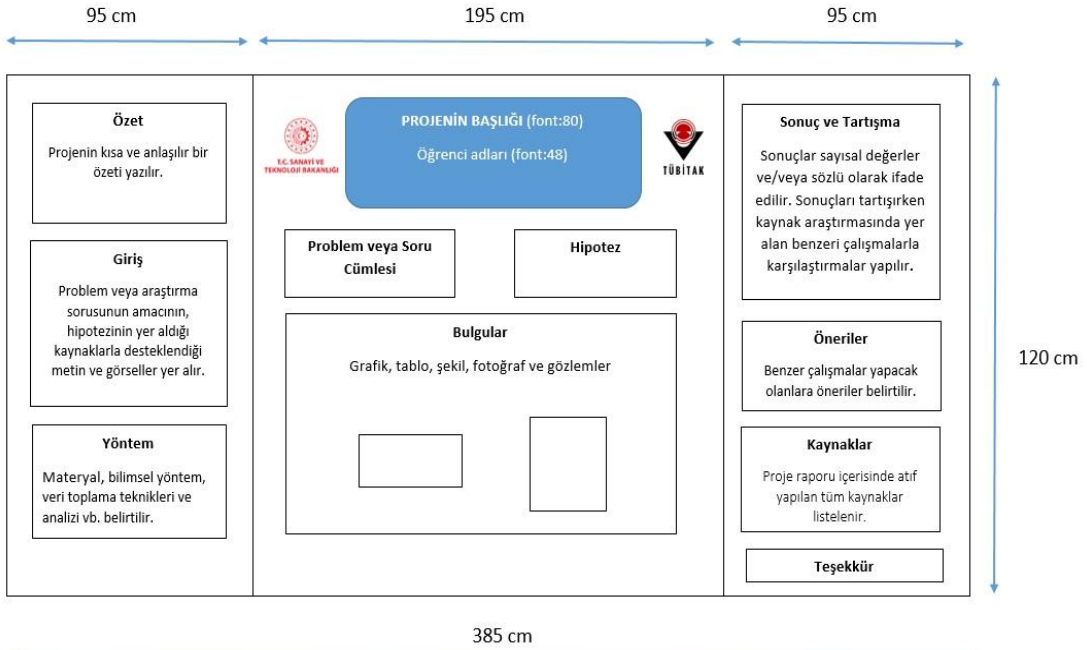 95 cm
195 cm
95 cm
Özet
Projenin kısa ve anlaşılır bir
özeti yazılır.
Giriş
Problem veya araştırma
sorusunun amacının,
hipotezinin yer aldığı
kaynaklarla desteklendiği
metin ve görseller yer alır.
Yöntem
Materyal, bilimsel yöntem,
veri toplama teknikleri ve
analizi vb. belirtilir.
T.C. SANAYİ VE
TEKNOLOJİ BAKANLIĞI
PROJENİN BAŞLIĞI (font:80)
Öğrenci adları (font:48)
TÜBİTAK
Problem veya Soru
Cümlesi
Hipotez
Bulgular
Grafik, tablo, şekil, fotoğraf ve gözlemler
Sonuç ve Tartışma
Sonuçlar sayısal değerler
ve/veya sözlü olarak ifade
edilir. Sonuçları tartışırken
kaynak araştırmasında yer
alan benzeri çalışmalarla
karşılaştırmalar yapılır.
Öneriler
Benzer çalışmalar yapacak
olanlara öneriler belirtilir.
Kaynaklar
Proje raporu içerisinde atıf
yapılan tüm kaynaklar
listelenir.
Teşekkür
120 cm
385 cm